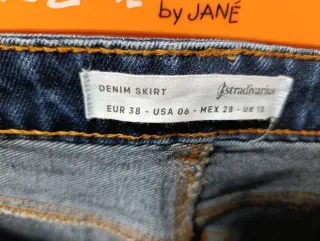 by JANÉ
DENIM SKIRT stradivarius
EUR 38 - USA 06 - MEX 28 - UK 10